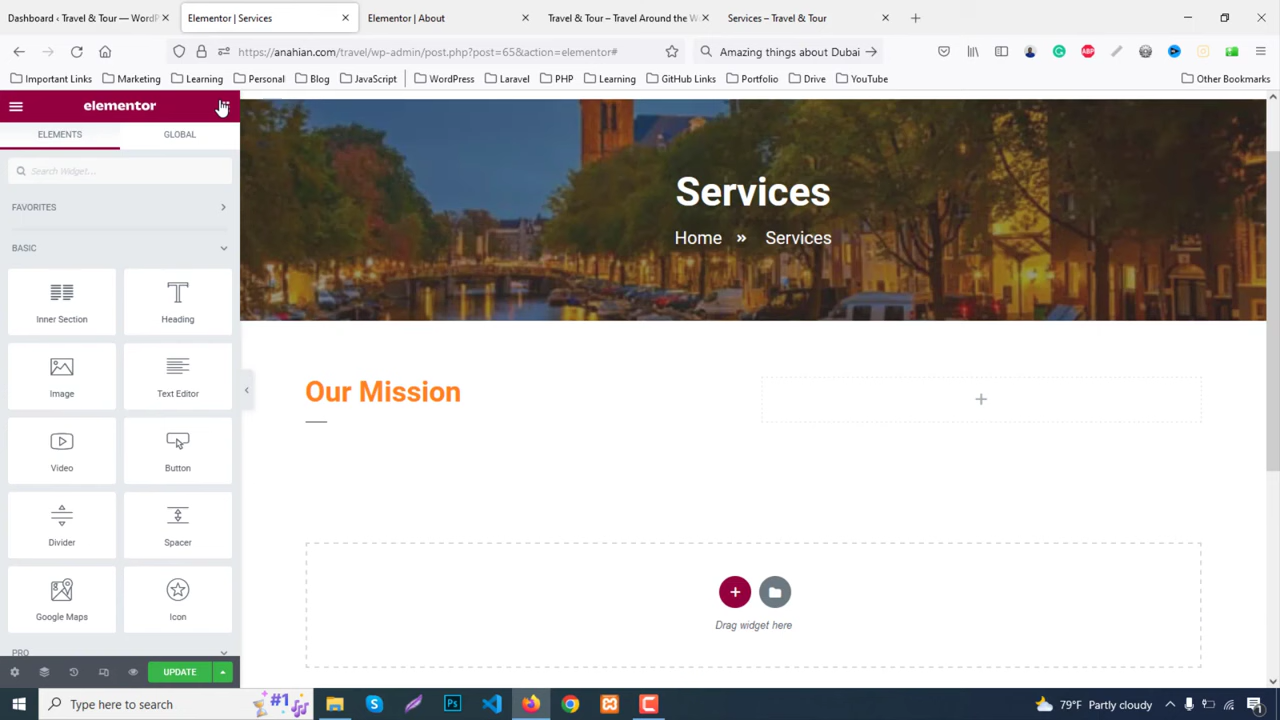 Dashboard ‹ Travel & Tour — WordP
Elementor | Services
Elementor | About
Travel & Tour – Travel Around the W
Services – Travel & Tour
https://anahian.com/travel/wp-admin/post.php?post=65&action=elementor#
Amazing things about Dubai
Important Links
Marketing
Learning
Personal
Blog
JavaScript
WordPress
Laravel
PHP
Learning
GitHub Links
Portfolio
Drive
YouTube
Other Bookmarks
elementor
ELEMENTS
GLOBAL
Search Widget...
FAVORITES
BASIC
Inner Section
Heading
Image
Text Editor
Video
Button
Divider
Spacer
Google Maps
Icon
PRO
UPDATE
Services
Home » Services
Our Mission
Drag widget here
Type here to search
#1
79°F Partly cloudy